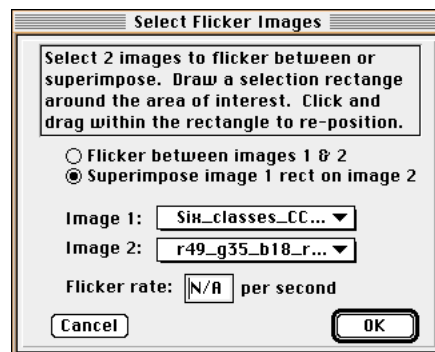 Select Flicker Images
Select 2 images to flicker between or
superimpose. Draw a selection rectange
around the area of interest. Click and
drag within the rectangle to re-position.
Flicker between images 1 & 2
Superimpose image 1 rect on image 2
Image 1: Six_classes_CC...
Image 2: r49_g35_b18_r...
Flicker rate: N/A per second
Cancel OK